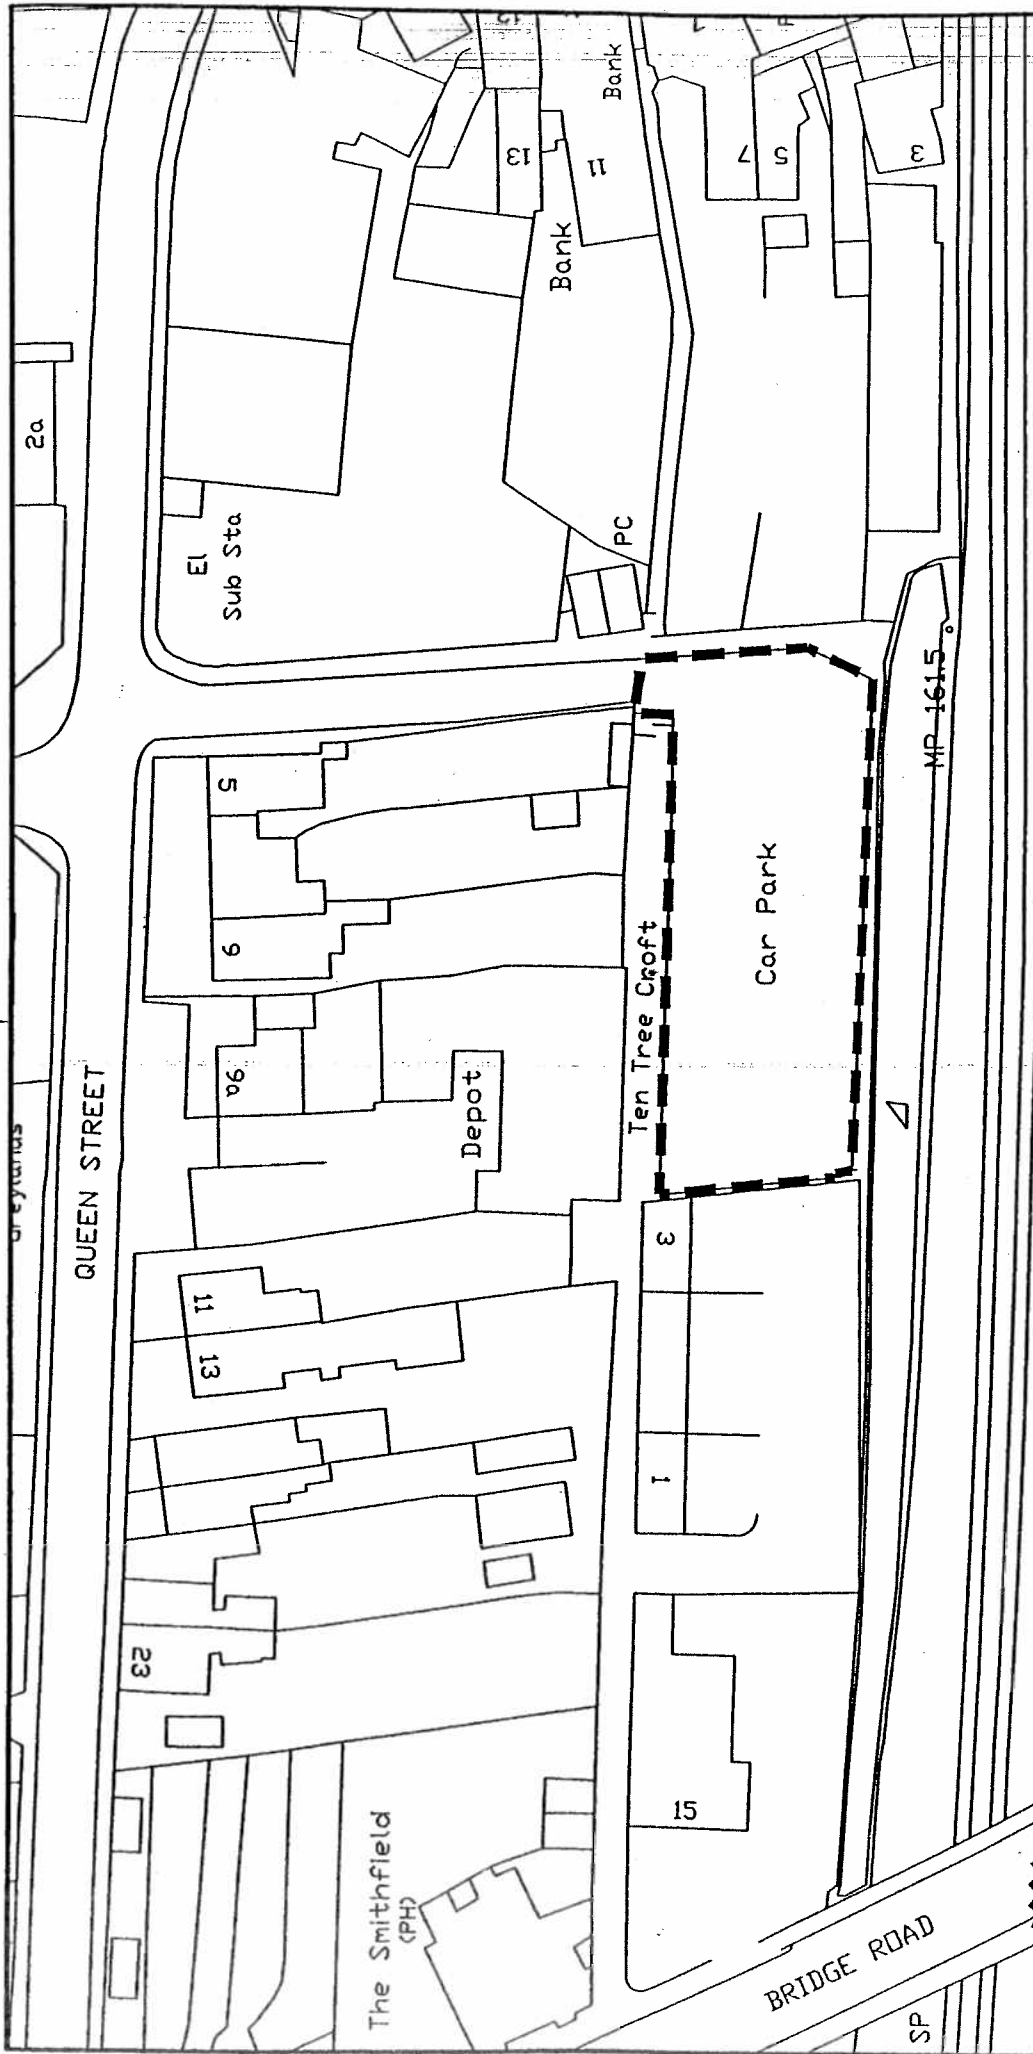 13
Bank
11
Bank
7
5
3
2a
El
Sub Sta
PC
MP 161.5
5
9
9a
Depot
Ten Tree Croft
Car Park
QUEEN STREET
11
13
3
1
23
15
The Smithfield
(PH)
BRIDGE ROAD
SP